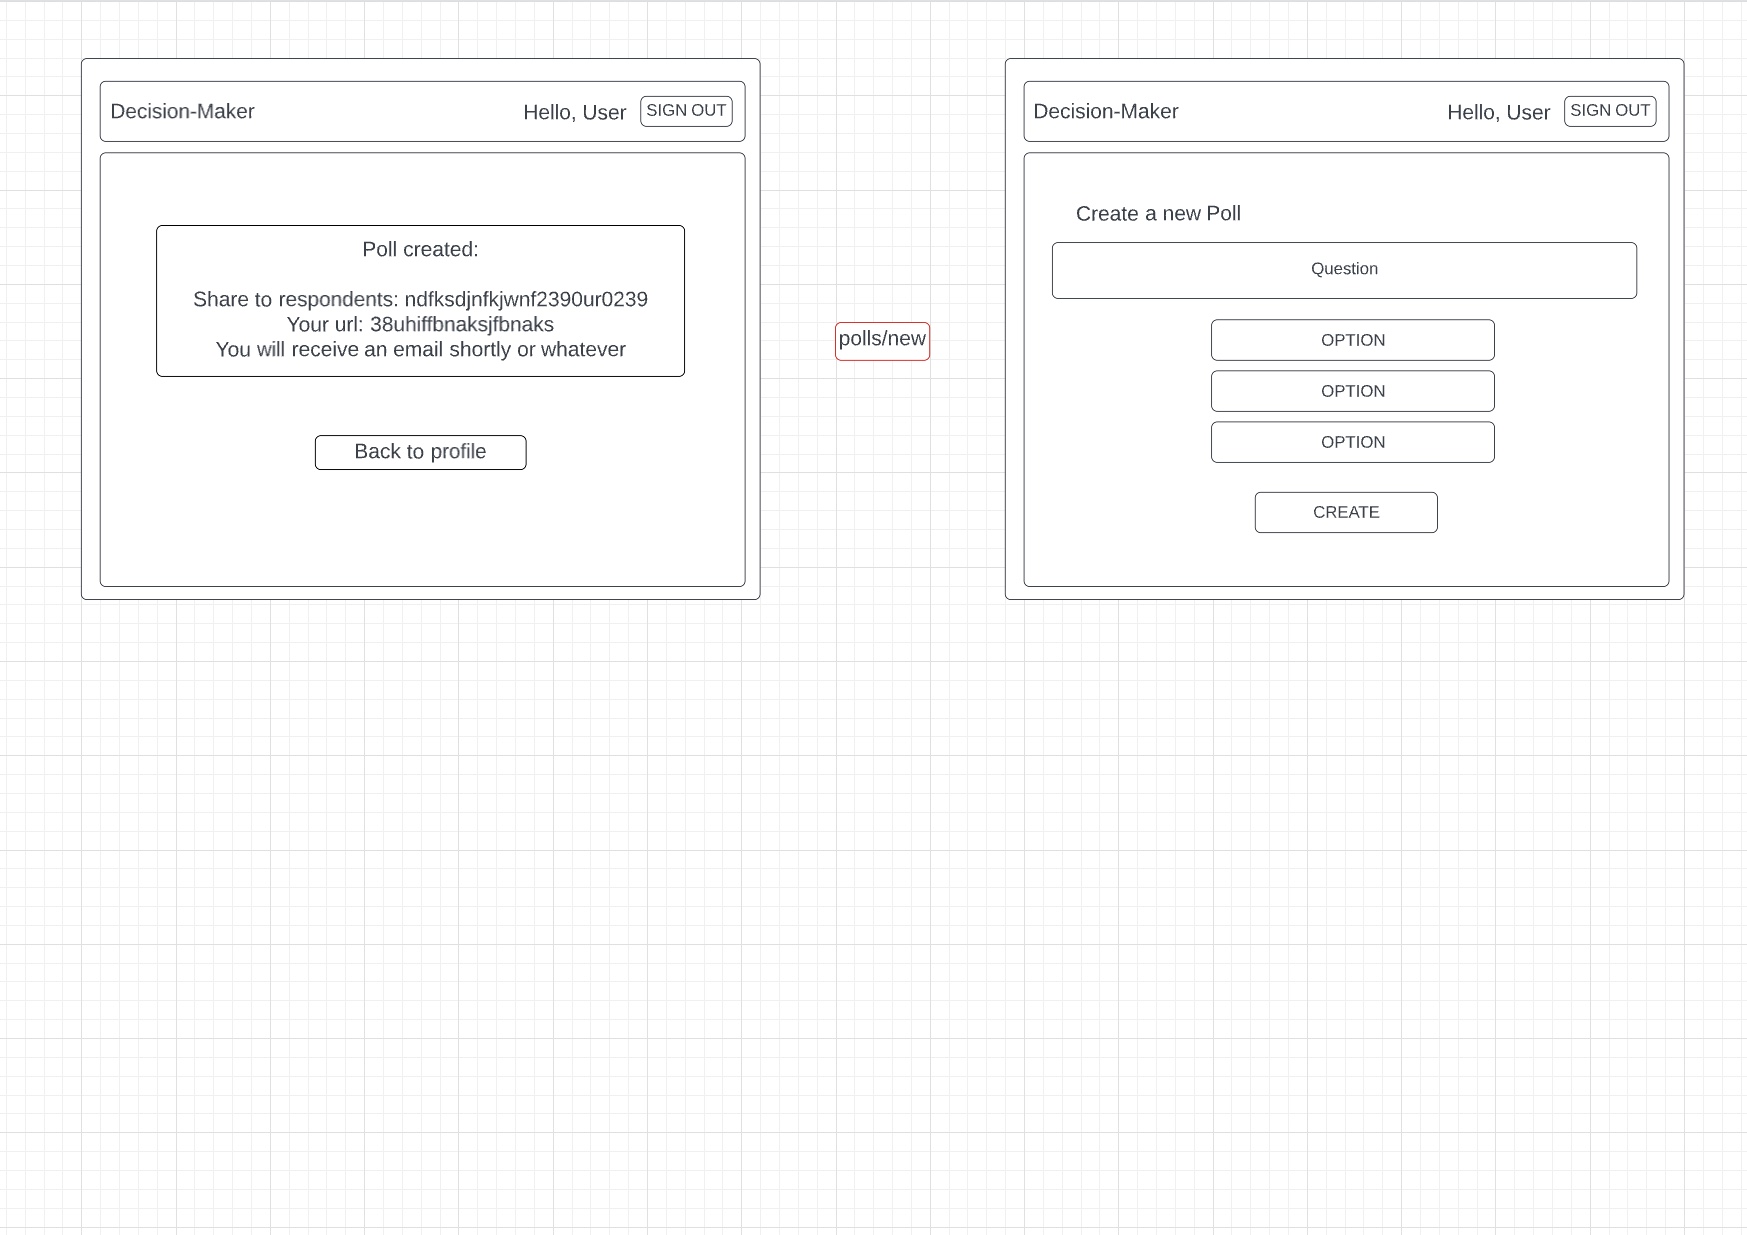 Decision-Maker
Hello, User
SIGN OUT
Poll created:
Share to respondents: ndfksdjnfkjwnf2390ur0239
Your url: 38uhiffbnaksjfbnaks
You will receive an email shortly or whatever
Back to profile
polls/new
Decision-Maker
Hello, User
SIGN OUT
Create a new Poll
Question
OPTION
OPTION
OPTION
CREATE